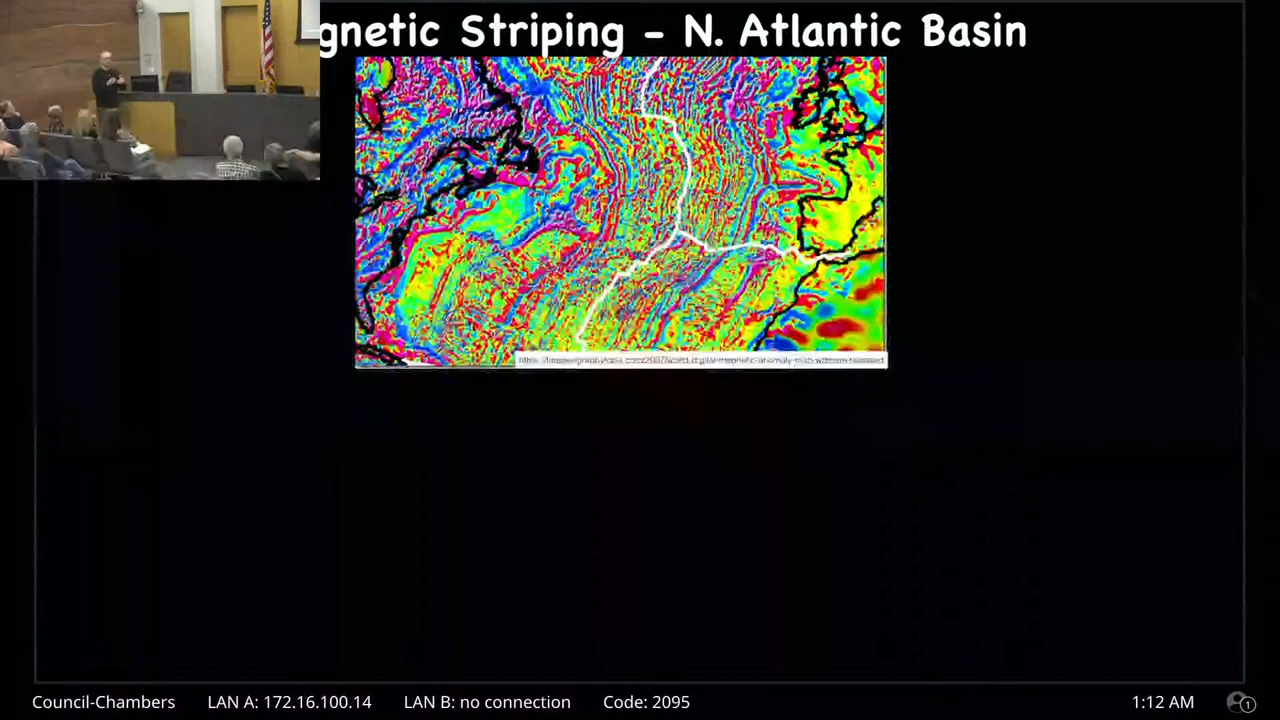 gnetic Striping - N. Atlantic Basin
Council-Chambers LAN A: 172.16.100.14 LAN B: no connection Code: 2095 1:12 AM 1